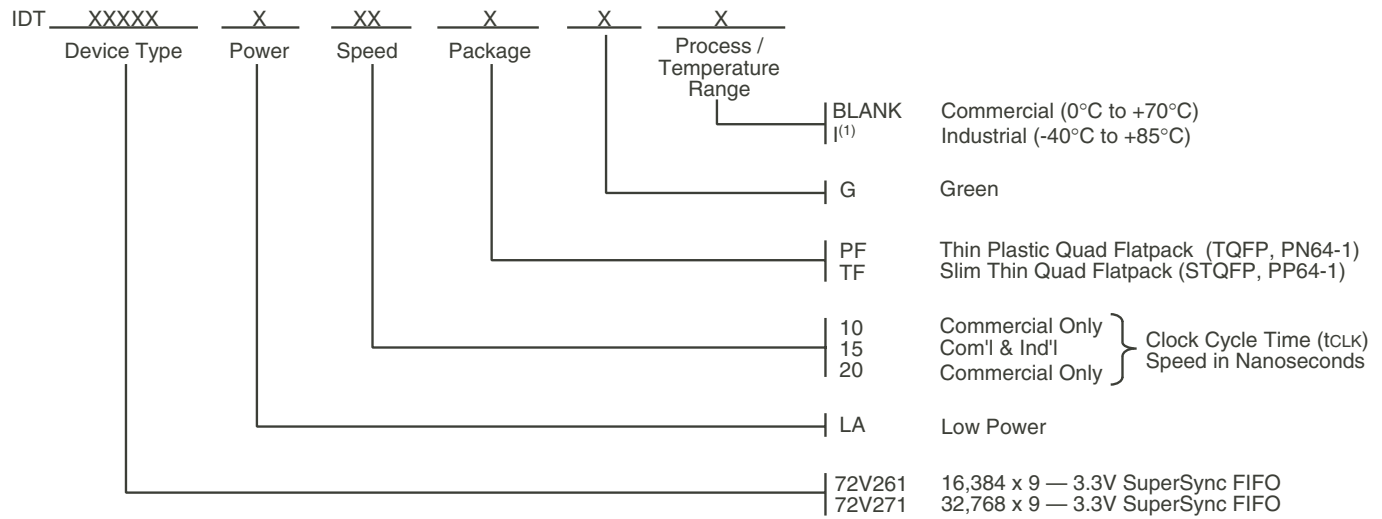 IDT XXXXX X XX X X X
Device Type Power Speed Package Process /
Temperature
Range
BLANK Commercial (0°C to +70°C)
I(1) Industrial (-40°C to +85°C)
G Green
PF Thin Plastic Quad Flatpack (TQFP, PN64-1)
TF Slim Thin Quad Flatpack (STQFP, PP64-1)
10 Commercial Only
15 Com'l & Ind'l
20 Commercial Only
Clock Cycle Time (tCLK)
Speed in Nanoseconds
LA Low Power
72V261 16,384 x 9 — 3.3V SuperSync FIFO
72V271 32,768 x 9 — 3.3V SuperSync FIFO